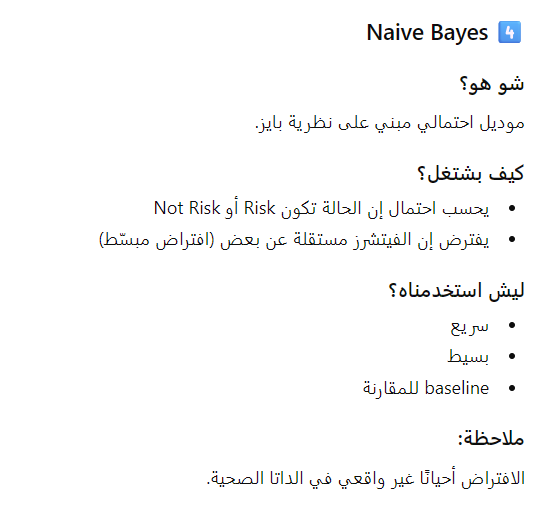 4️⃣ Naive Bayes
شو هو؟
موديل احتمالي مبني على نظرية بايز.
كيف بشتغل؟
• يحسب احتمال إن الحالة تكون Risk أو Not Risk
• يفترض إن الفيتشرز مستقلة عن بعض (افتراض مبسّط)
ليش استخدمناه؟
• سريع
• بسيط
• baseline للمقارنة
ملاحظة:
الافتراض أحيانًا غير واقعي في الداتا الصحية.